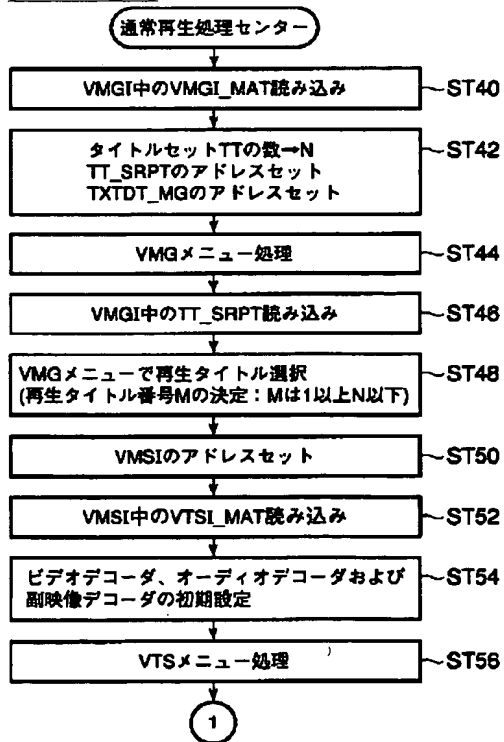 通常再生処理センター
VMGI中のVMGI_MAT読み込み
ST40
タイトルセットTTの数→N
TT_SRPTのアドレスセット
TXTDT_MGのアドレスセット
ST42
VMGメニュー処理
ST44
VMGI中のTT_SRPT読み込み
ST46
VMGメニューで再生タイトル選択
(再生タイトル番号Mの決定：Mは1以上N以下)
ST48
VMSIのアドレスセット
ST50
VMSI中のVTSI_MAT読み込み
ST52
ビデオデコーダ、オーディオデコーダおよび
副映像デコーダの初期設定
ST54
VTSメニュー処理
ST56
1